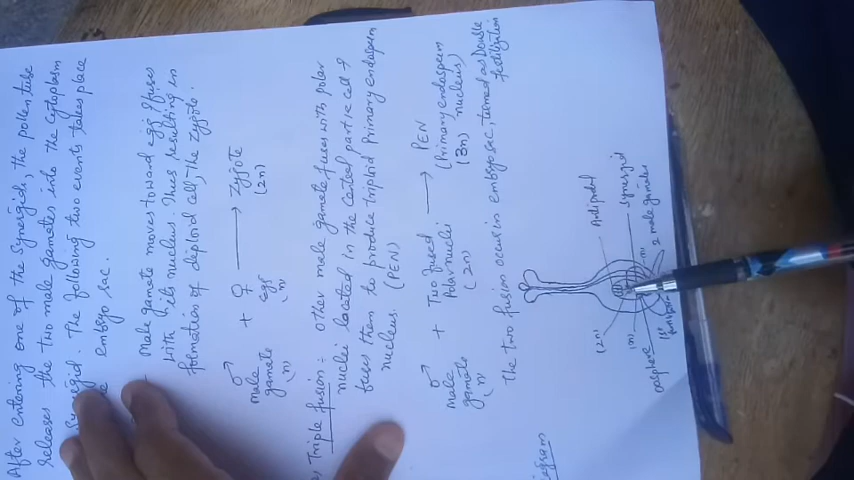 After entering one of the Synergids, the pollen tube
releases the two male gametes into the cytoplasm
Synergid. The following two events takes place
embryo sac.
Male gamete moves toward egg & fuses
with its nucleus. Thus resulting in
formation of deploid cell, the zygote.
♂ + ♀ → Zygote
male gamete egg (2n)
(n) (n)
Triple fusion :- Other male gamete fuses with polar
nuclei located in the central part of cell &
fuses them to produce triploid Primary endosperm
nucleus. (PEN)
♂ + Two fused → PEN
male gamete Polar nuclei (Primary endosperm nucleus)
(n) (2n) (3n)
The two fusion occur in embryo sec, termed as Double
fertilization
Antipodal
Synergid
2 male gametes
(2n)
(n)
oosphere